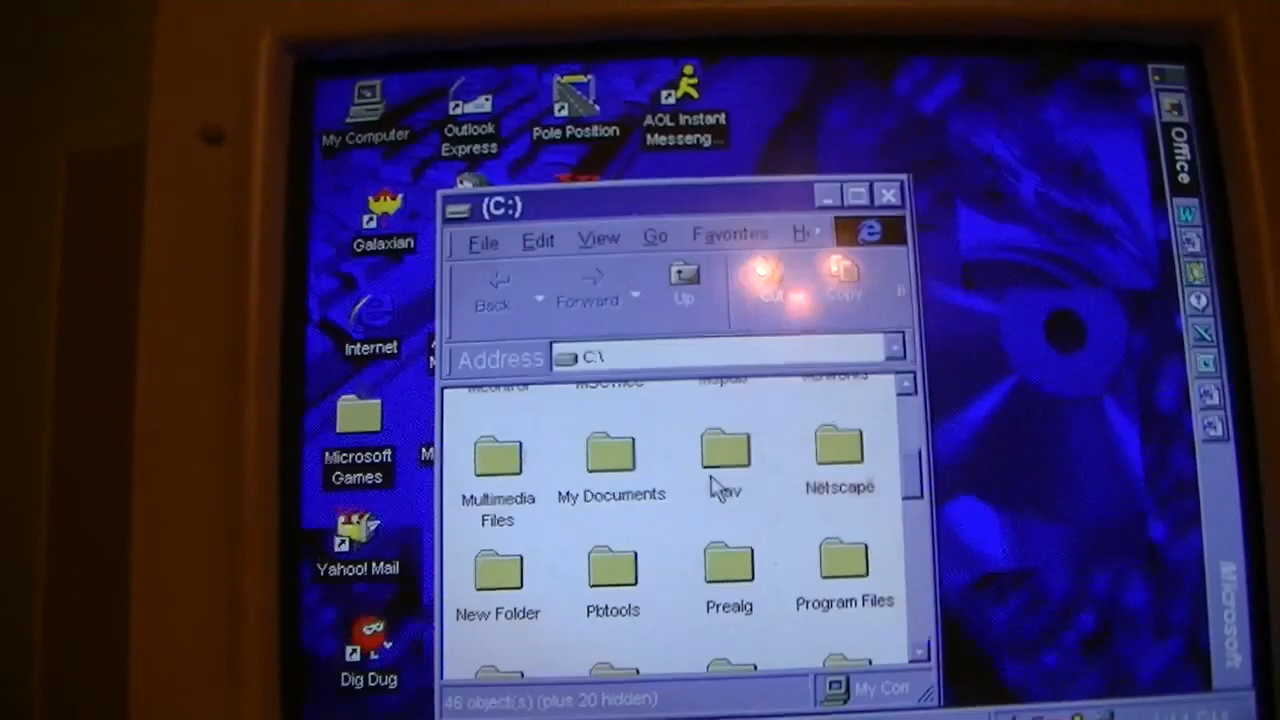 My Computer
Outlook
Express
Pole Position
AOL Instant
Messeng...
Galaxian
Internet
Microsoft
Games
Yahoo! Mail
Dig Dug
(C:)
File Edit View Go Favorites
Back Forward Up Cut Copy
Address C:\
Multimedia
Files
My Documents
Netscape
New Folder
Pbtools
Prealg
Program Files
46 object(s) (plus 20 hidden)
My Com
Office
Microsoft